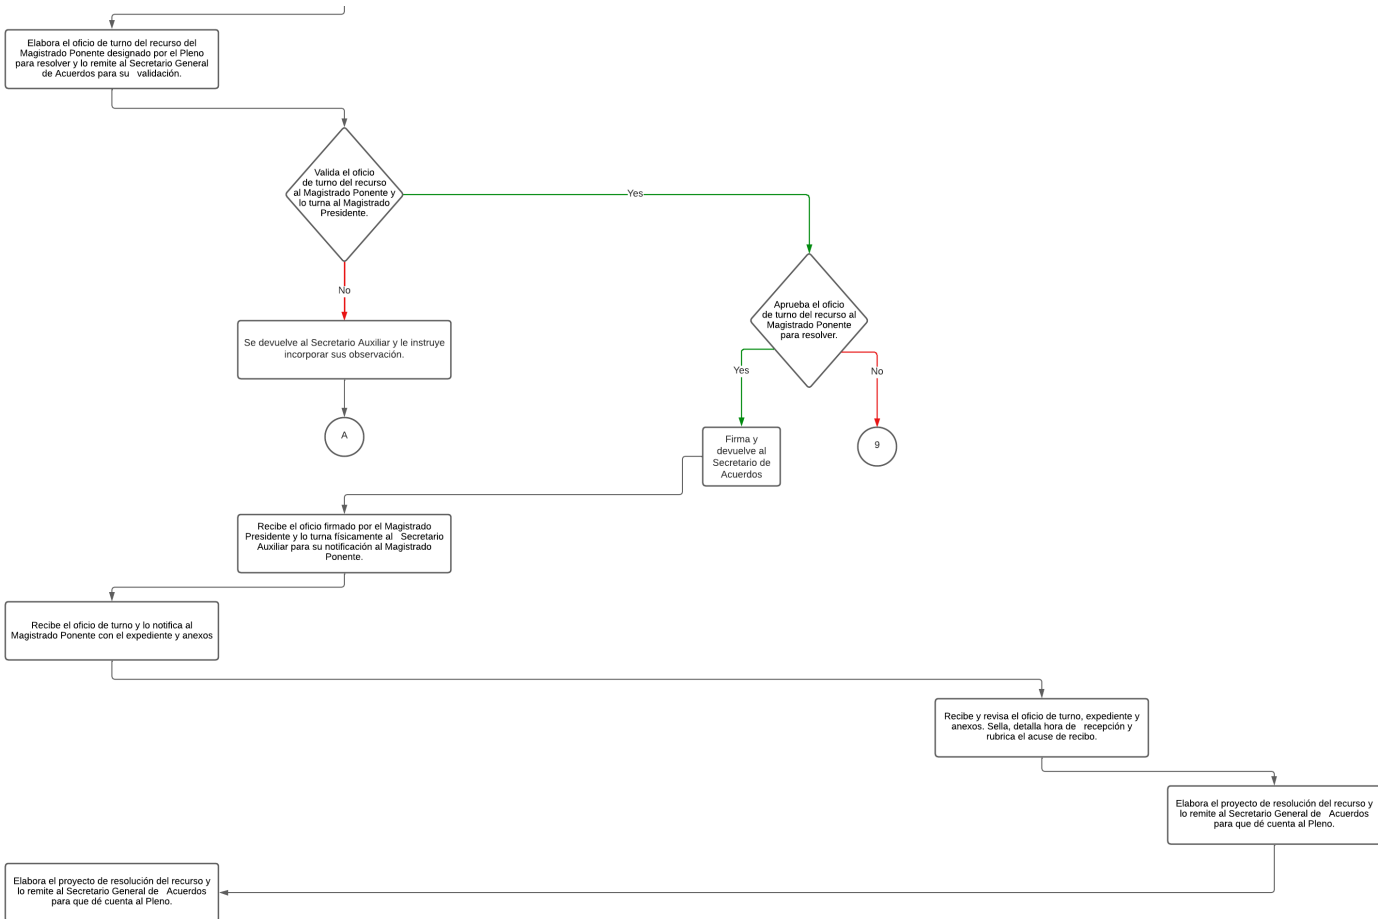 Elabora el oficio de turno del recurso del
Magistrado Ponente designado por el Pleno
para resolver y lo remite al Secretario General
de Acuerdos para su validación.
Valida el oficio
de turno del recurso
al Magistrado Ponente y
lo turna al Magistrado
Presidente.
Yes
No
Aprueba el oficio
de turno del recurso al
Magistrado Ponente
para resolver.
Se devuelve al Secretario Auxiliar y le instruye
incorporar sus observación.
Yes
No
A
Firma y
devuelve al
Secretario de
Acuerdos
9
Recibe el oficio firmado por el Magistrado
Presidente y lo turna físicamente al Secretario
Auxiliar para su notificación al Magistrado
Ponente.
Recibe el oficio de turno y lo notifica al
Magistrado Ponente con el expediente y anexos
Recibe y revisa el oficio de turno, expediente y
anexos. Sella, detalla hora de recepción y
rubrica el acuse de recibo.
Elabora el proyecto de resolución del recurso y
lo remite al Secretario General de Acuerdos
para que dé cuenta al Pleno.
Elabora el proyecto de resolución del recurso y
lo remite al Secretario General de Acuerdos
para que dé cuenta al Pleno.